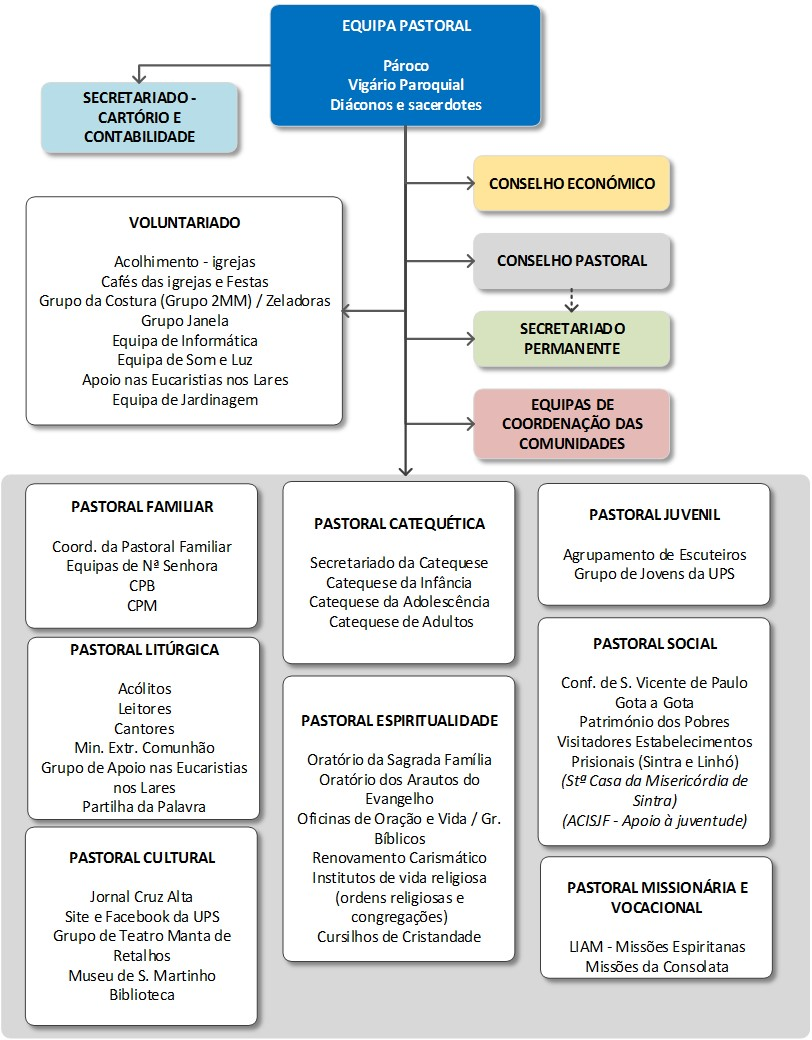 EQUIPA PASTORAL
Pároco
Vigário Paroquial
Diáconos e sacerdotes
SECRETARIADO -
CARTÓRIO E
CONTABILIDADE
CONSELHO ECONÓMICO
CONSELHO PASTORAL
SECRETARIADO
PERMANENTE
EQUIPAS DE
COORDENAÇÃO DAS
COMUNIDADES
VOLUNTARIADO
Acolhimento - igrejas
Cafés das igrejas e Festas
Grupo da Costura (Grupo 2MM) / Zeladoras
Grupo Janela
Equipa de Informática
Equipa de Som e Luz
Apoio nas Eucaristias nos Lares
Equipa de Jardinagem
PASTORAL FAMILIAR
Coord. da Pastoral Familiar
Equipas de Nª Senhora
CPB
CPM
PASTORAL LITÚRGICA
Acólitos
Leitores
Cantores
Min. Extr. Comunhão
Grupo de Apoio nas Eucaristias
nos Lares
Partilha da Palavra
PASTORAL CULTURAL
Jornal Cruz Alta
Site e Facebook da UPS
Grupo de Teatro Manta de
Retalhos
Museu de S. Martinho
Biblioteca
PASTORAL CATEQUÉTICA
Secretariado da Catequese
Catequese da Infância
Catequese da Adolescência
Catequese de Adultos
PASTORAL ESPIRITUALIDADE
Oratório da Sagrada Família
Oratório dos Arautos do
Evangelho
Oficinas de Oração e Vida / Gr.
Bíblicos
Renovamento Carismático
Institutos de vida religiosa
(ordens religiosas e
congregações)
Cursilhos de Cristandade
PASTORAL JUVENIL
Agrupamento de Escuteiros
Grupo de Jovens da UPS
PASTORAL SOCIAL
Conf. de S. Vicente de Paulo
Gota a Gota
Património dos Pobres
Visitadores Estabelecimentos
Prisionais (Sintra e Linhó)
(Stª Casa da Misericórdia de
Sintra)
(ACISJF - Apoio à juventude)
PASTORAL MISSIONÁRIA E
VOCACIONAL
LIAM - Missões Espiritanas
Missões da Consolata